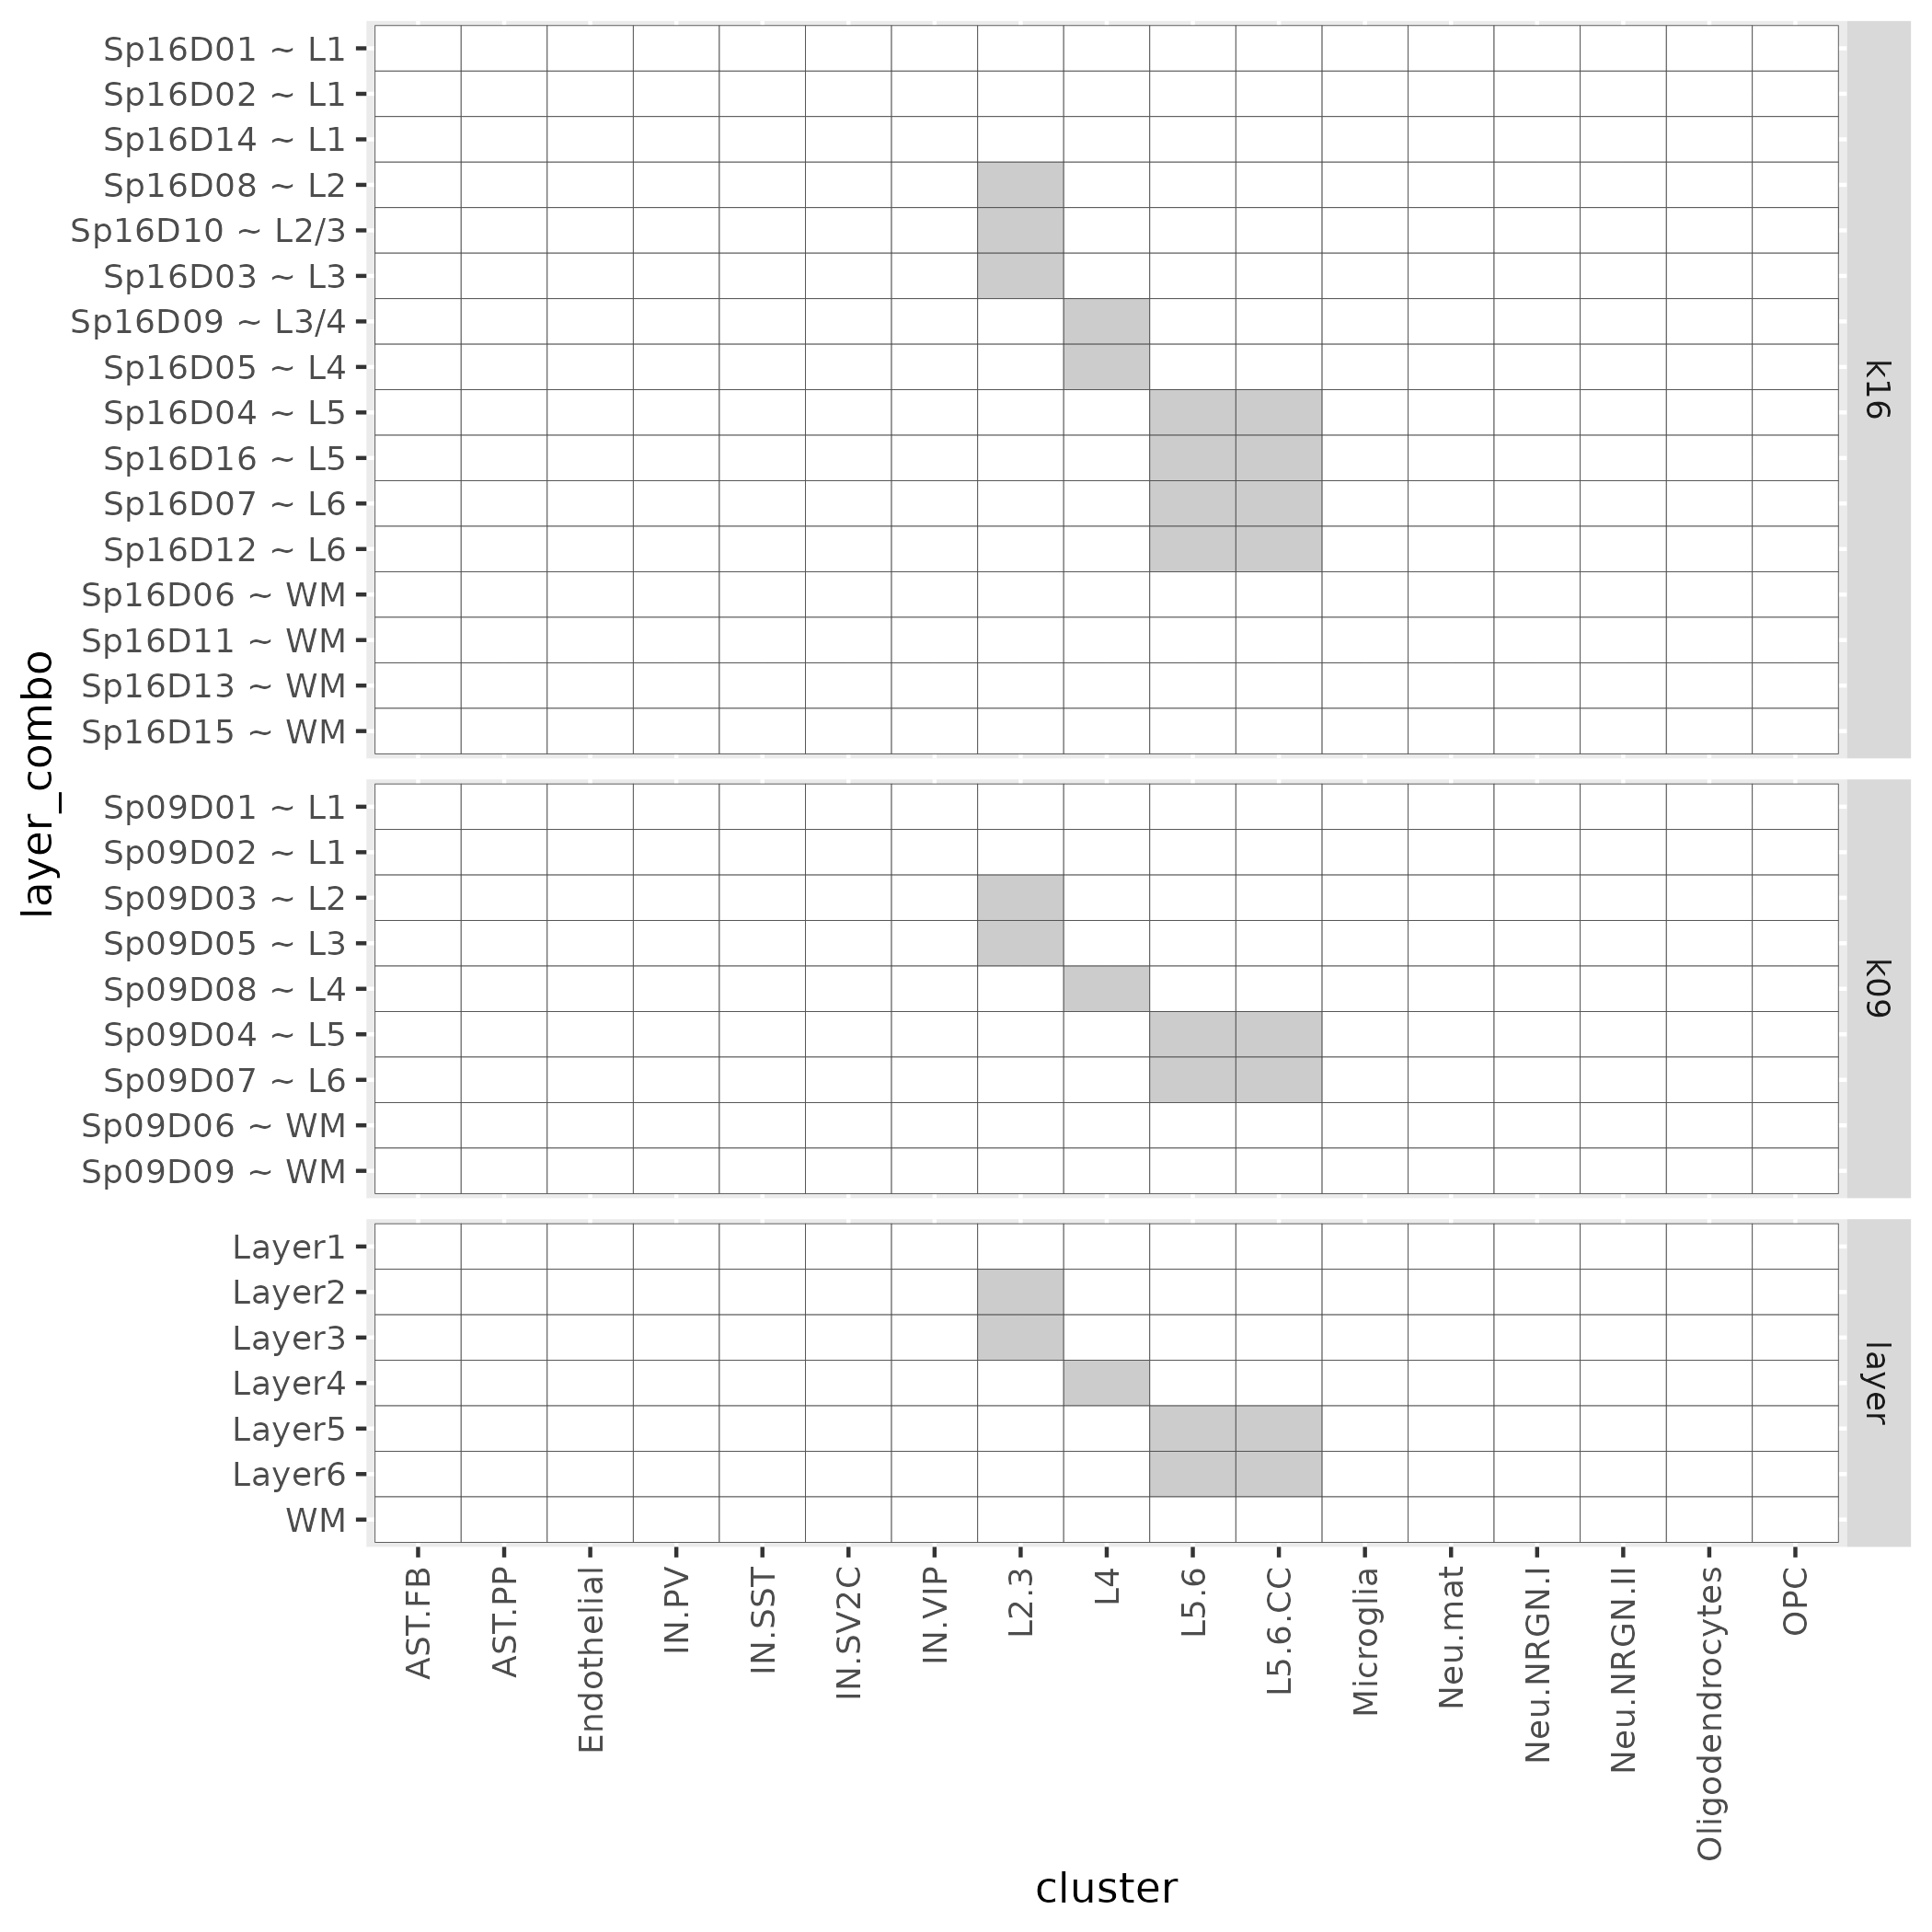 Sp16D01 ~ L1
Sp16D02 ~ L1
Sp16D14 ~ L1
Sp16D08 ~ L2
Sp16D10 ~ L2/3
Sp16D03 ~ L3
Sp16D09 ~ L3/4
Sp16D05 ~ L4
Sp16D04 ~ L5
Sp16D16 ~ L5
Sp16D07 ~ L6
Sp16D12 ~ L6
Sp16D06 ~ WM
Sp16D11 ~ WM
Sp16D13 ~ WM
Sp16D15 ~ WM
k16
layer_combo
Sp09D01 ~ L1
Sp09D02 ~ L1
Sp09D03 ~ L2
Sp09D05 ~ L3
Sp09D08 ~ L4
Sp09D04 ~ L5
Sp09D07 ~ L6
Sp09D06 ~ WM
Sp09D09 ~ WM
k09
Layer1
Layer2
Layer3
Layer4
Layer5
Layer6
WM
layer
AST.FB
AST.PP
Endothelial
IN.PV
IN.SST
IN.SV2C
IN.VIP
L2.3
L4
L5.6
L5.6.CC
Microglia
Neu.mat
Neu.NRGN.I
Neu.NRGN.II
Oligodendrocytes
OPC
cluster